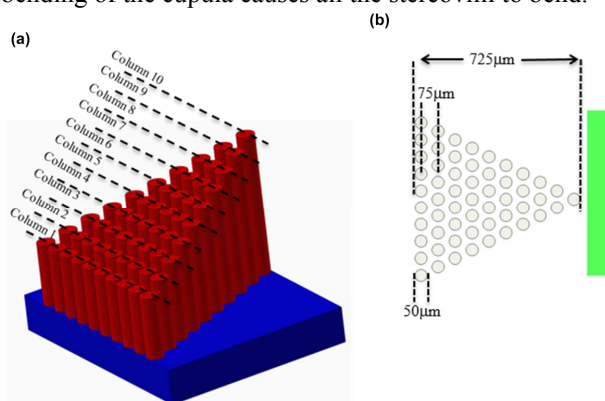 bending of the cupula causes all the stereovilli to bend.
(a)
(b)
Column 10
Column 9
Column 8
Column 7
Column 6
Column 5
Column 4
Column 3
Column 2
Column 1
725μm
75μm
50μm